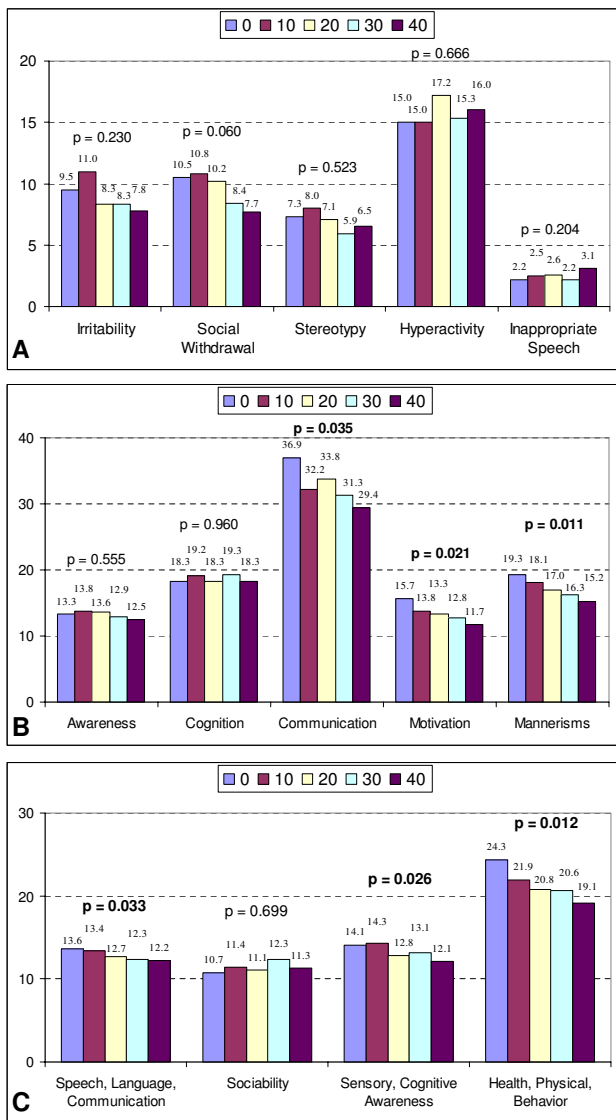 0 10 20 30 40
20
15
10
5
0
p = 0.230
9.5 11.0 8.3 8.3 7.8
p = 0.060
10.5 10.8 10.2 8.4 7.7
p = 0.523
7.3 8.0 7.1 5.9 6.5
p = 0.666
15.0 15.0 17.2 15.3 16.0
p = 0.204
2.2 2.5 2.6 2.2 3.1
Irritability
Social
Withdrawal
Stereotypy
Hyperactivity
Inappropriate
Speech
A
0 10 20 30 40
40
30
20
10
0
p = 0.555
13.3 13.8 13.6 12.9 12.5
p = 0.960
18.3 19.2 18.3 19.3 18.3
p = 0.035
36.9 32.2 33.8 31.3 29.4
p = 0.021
15.7 13.8 13.3 12.8 11.7
p = 0.011
19.3 18.1 17.0 16.3 15.2
Awareness
Cognition
Communication
Motivation
Mannerisms
B
0 10 20 30 40
30
20
10
0
p = 0.033
13.6 13.4 12.7 12.3 12.2
p = 0.699
10.7 11.4 11.1 12.3 11.3
p = 0.026
14.1 14.3 12.8 13.1 12.1
p = 0.012
24.3 21.9 20.8 20.6 19.1
Speech, Language,
Communication
Sociability
Sensory, Cognitive
Awareness
Health, Physical,
Behavior
C